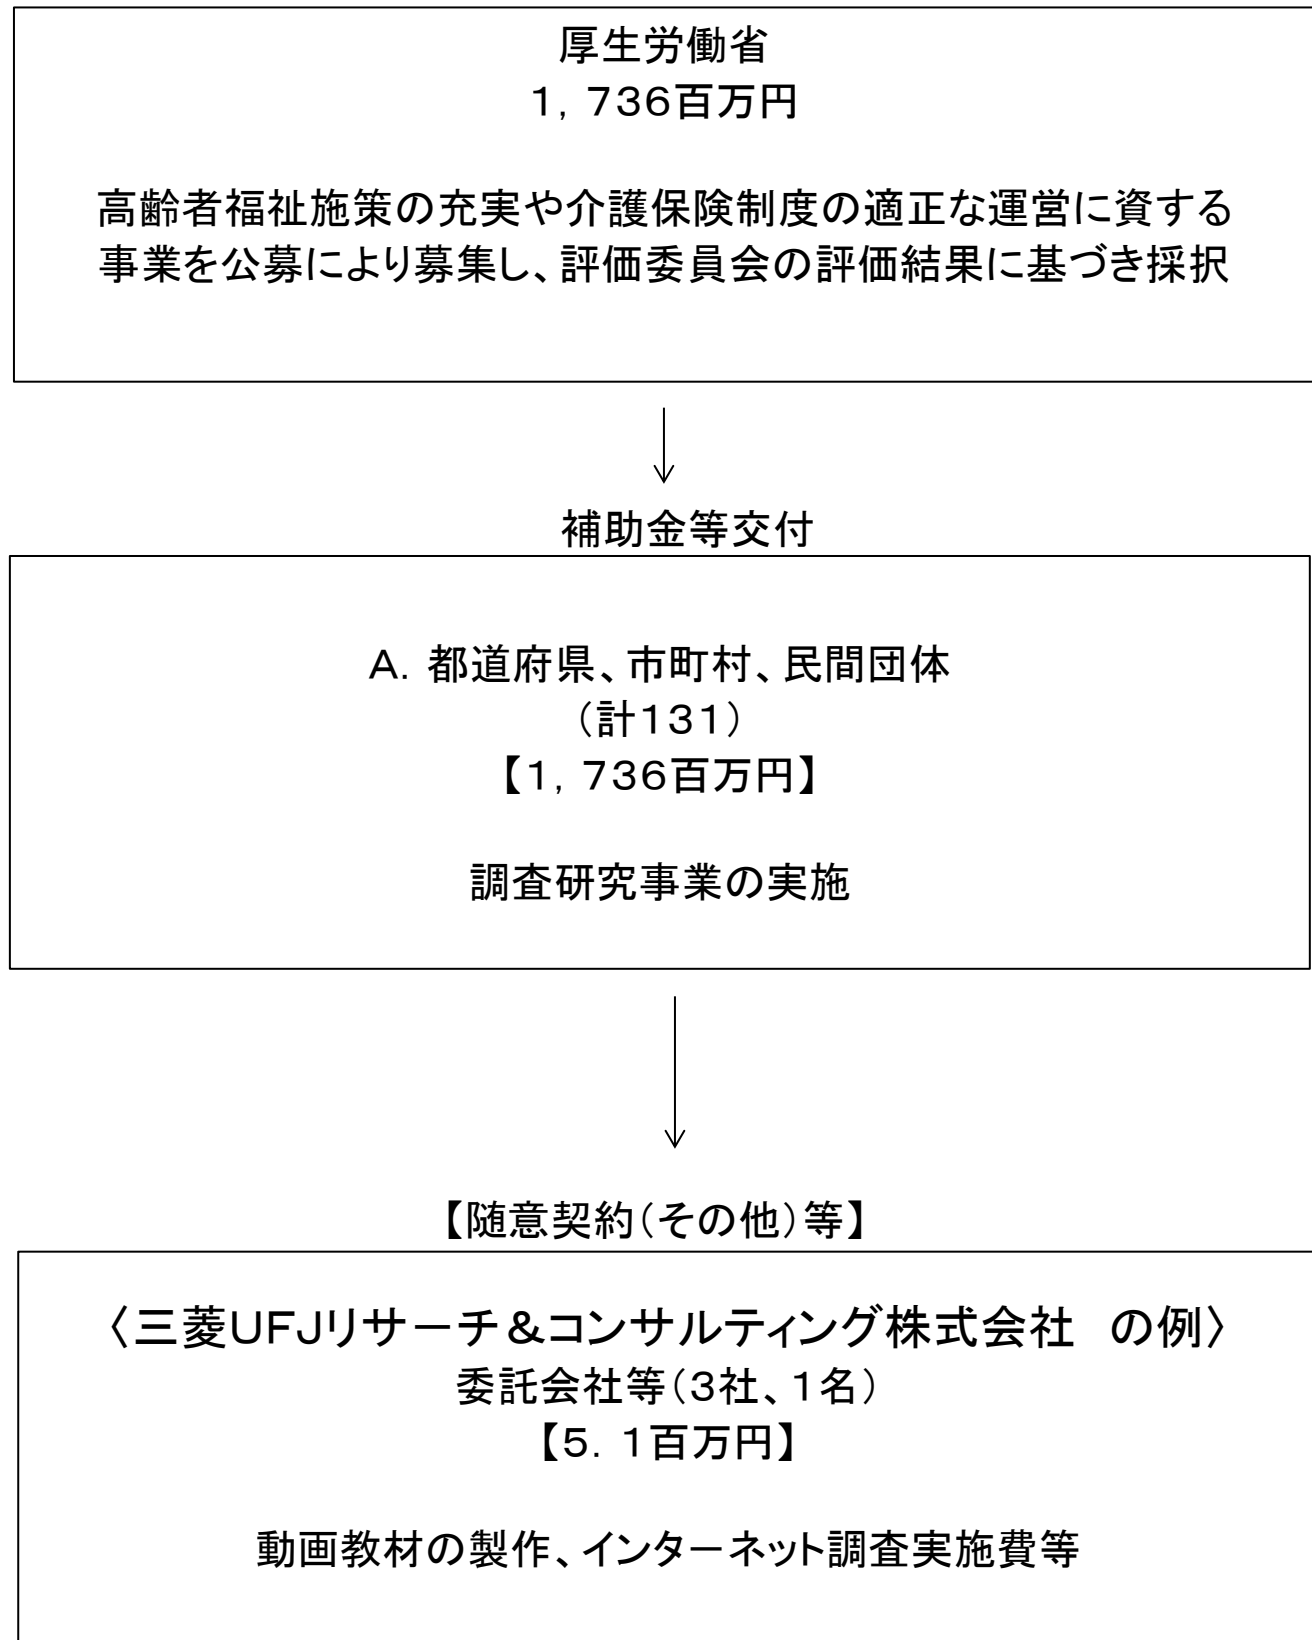 厚生労働省
１，７３６百万円
高齢者福祉施策の充実や介護保険制度の適正な運営に資する
事業を公募により募集し、評価委員会の評価結果に基づき採択
補助金等交付
Ａ．都道府県、市町村、民間団体
（計１３１）
【１，７３６百万円】
調査研究事業の実施
【随意契約（その他）等】
〈三菱ＵＦＪリサーチ＆コンサルティング株式会社　の例〉
委託会社等（３社、１名）
【５．１百万円】
動画教材の製作、インターネット調査実施費等